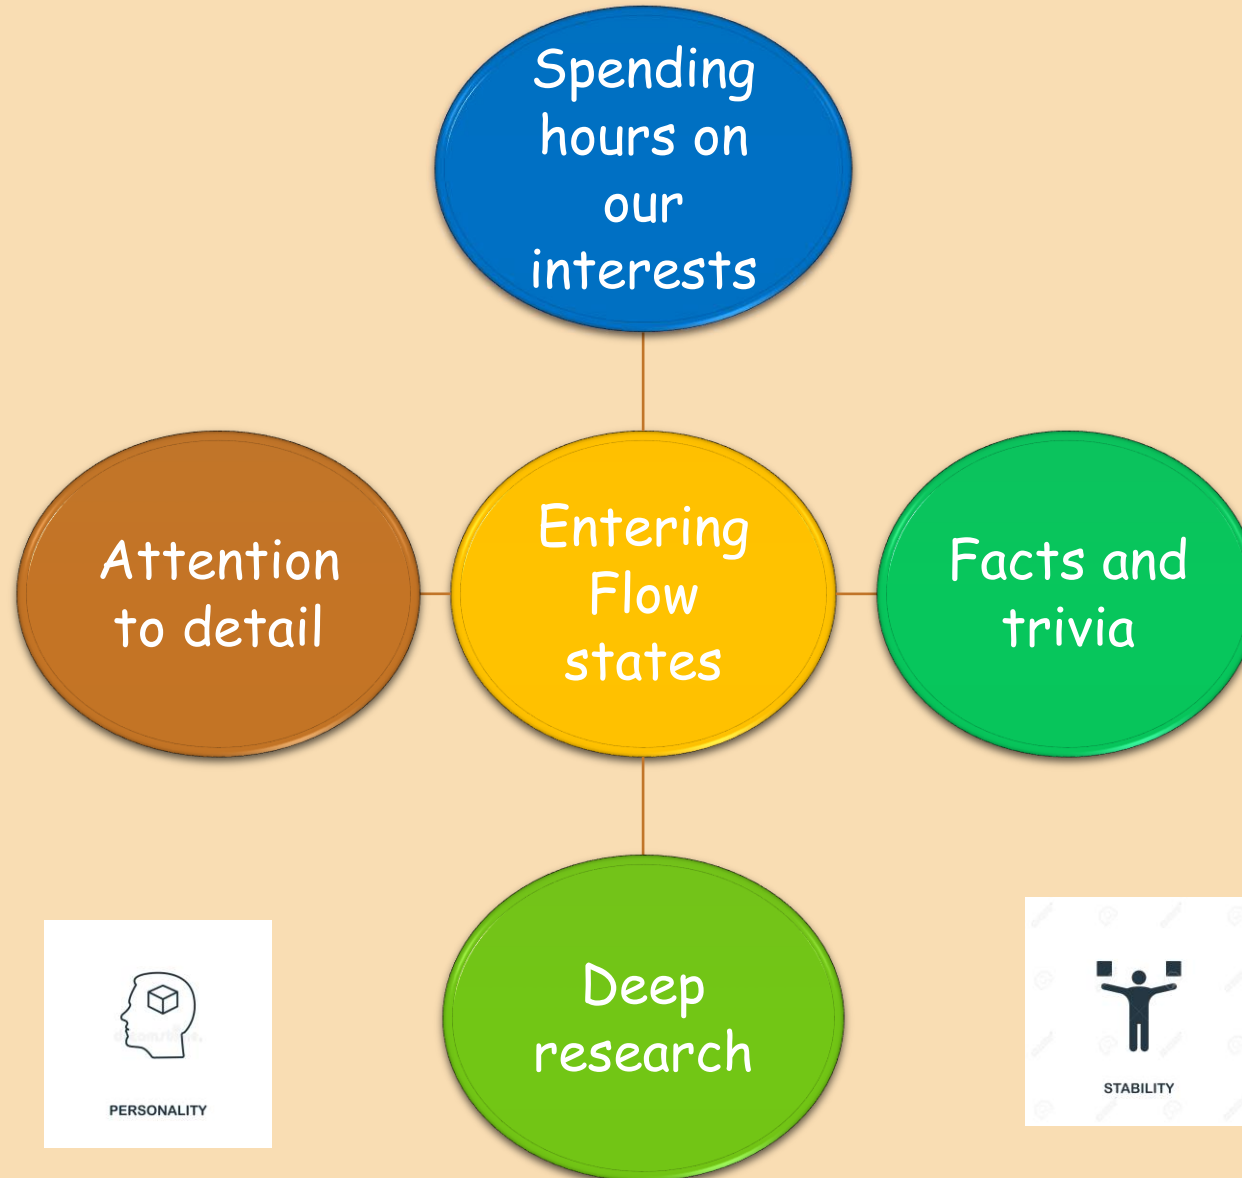 Spending
hours on
our
interests
Attention
to detail
Entering
Flow
states
Facts and
trivia
Deep
research
PERSONALITY
STABILITY